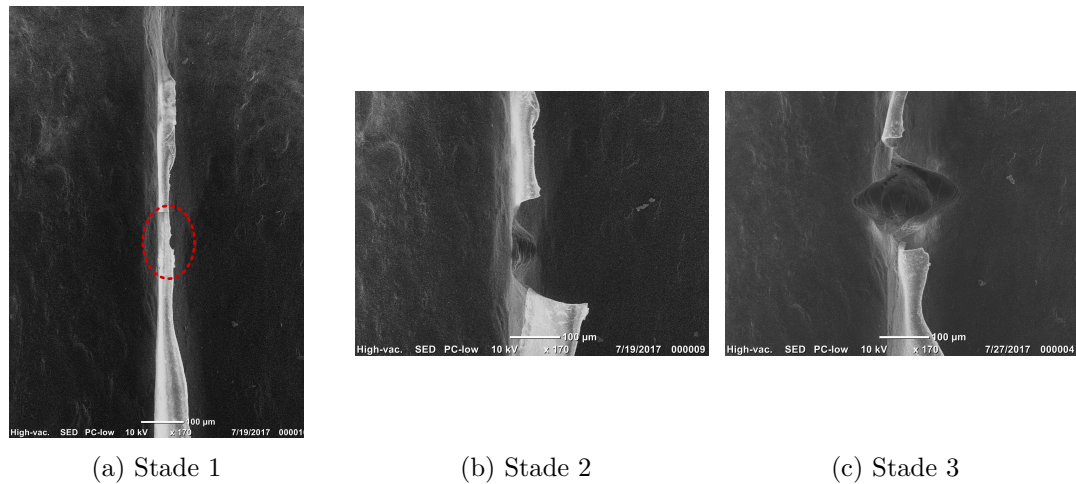 100 µm
High-vac. SED PC-low 10 kV x 170 7/19/2017 00001
100 µm
High-vac. SED PC-low 10 kV x 170 7/19/2017 000009
100 µm
High-vac. SED PC-low 10 kV x 170 7/27/2017 000004
(a) Stade 1
(b) Stade 2
(c) Stade 3